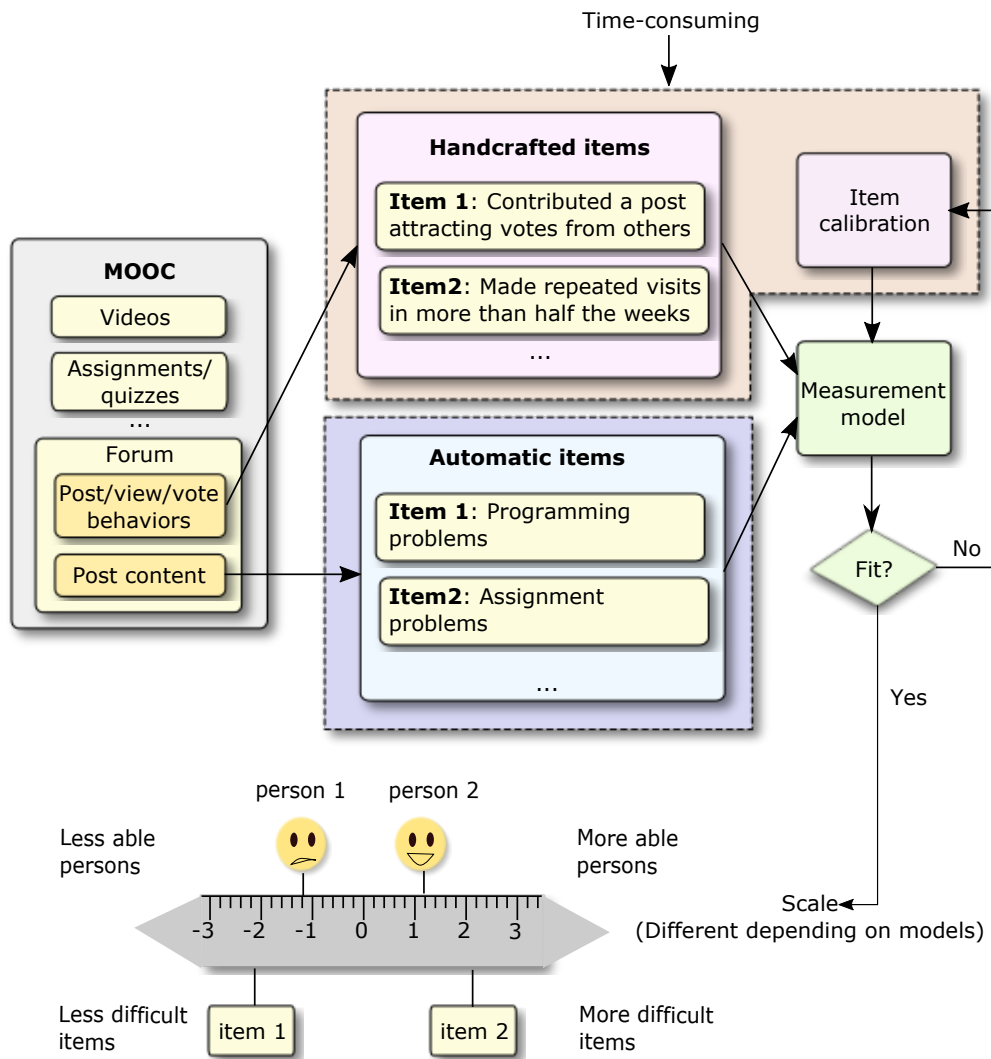 Time-consuming
Handcrafted items
Item 1: Contributed a post
attracting votes from others
Item2: Made repeated visits
in more than half the weeks
...
Item
calibration
MOOC
Videos
Assignments/
quizzes
...
Forum
Post/view/vote
behaviors
Post content
Automatic items
Item 1: Programming
problems
Item2: Assignment
problems
...
Measurement
model
Fit?
No
Yes
Scale
(Different depending on models)
person 1
person 2
Less able
persons
More able
persons
-3 -2 -1 0 1 2 3
Less difficult
items
item 1
item 2
More difficult
items